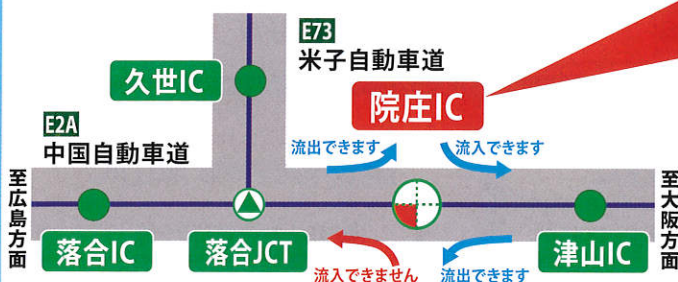 E73
米子自動車道
久世IC
院庄IC
E2A
中国自動車道
流出できます
流入できます
至広島方面
至大阪方面
落合IC
落合JCT
津山IC
流入できません
流出できます